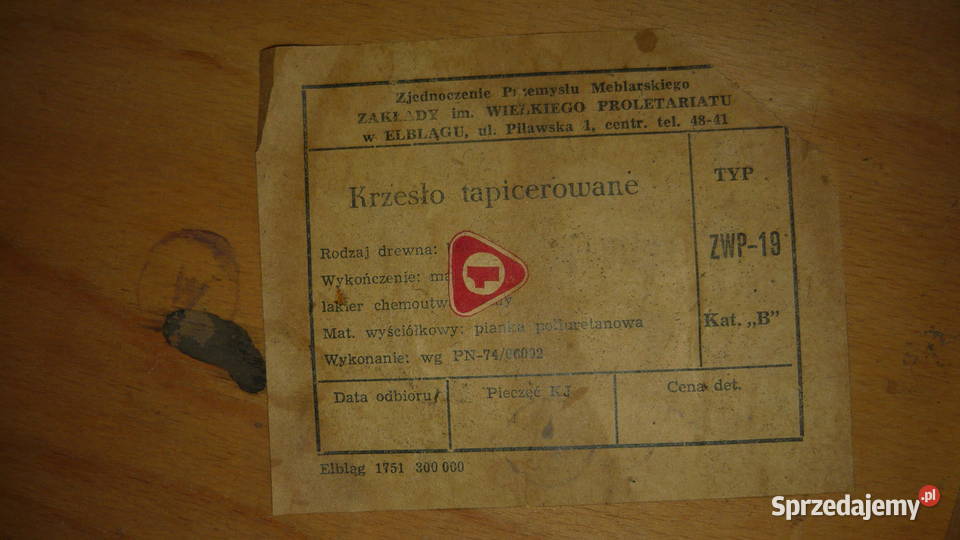 Zjednoczenie Przemysłu Meblarskiego
ZAKŁADY im. WIELKIEGO PROLETARIATU
w ELBLĄGU, ul. Piławska 1, centr. tel. 48-41
Krzesło tapicerowane
TYP
ZWP-19
Kat. „B”
Rodzaj drewna:
Wykończenie:
lakier
Mat. wyściółkowy: pianka poliuretanowa
Wykonanie: wg PN-74/
Data odbioru
Pieczęć KJ
Cena det.
Elbląg 1751 300 000
Sprzedajemy.pl